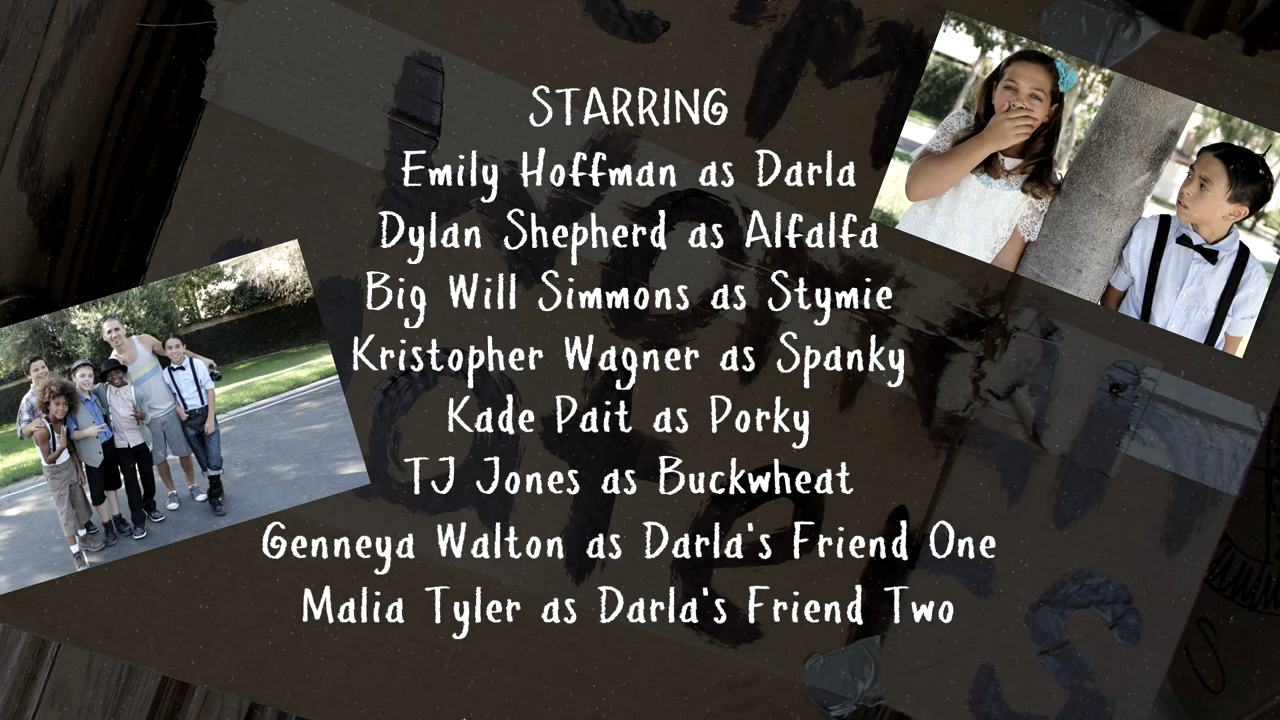 STARRING
Emily Hoffman as Darla
Dylan Shepherd as Alfalfa
Big Will Simmons as Stymie
Kristopher Wagner as Spanky
Kade Pait as Porky
TJ Jones as Buckwheat
Genneya Walton as Darla's Friend One
Malia Tyler as Darla's Friend Two